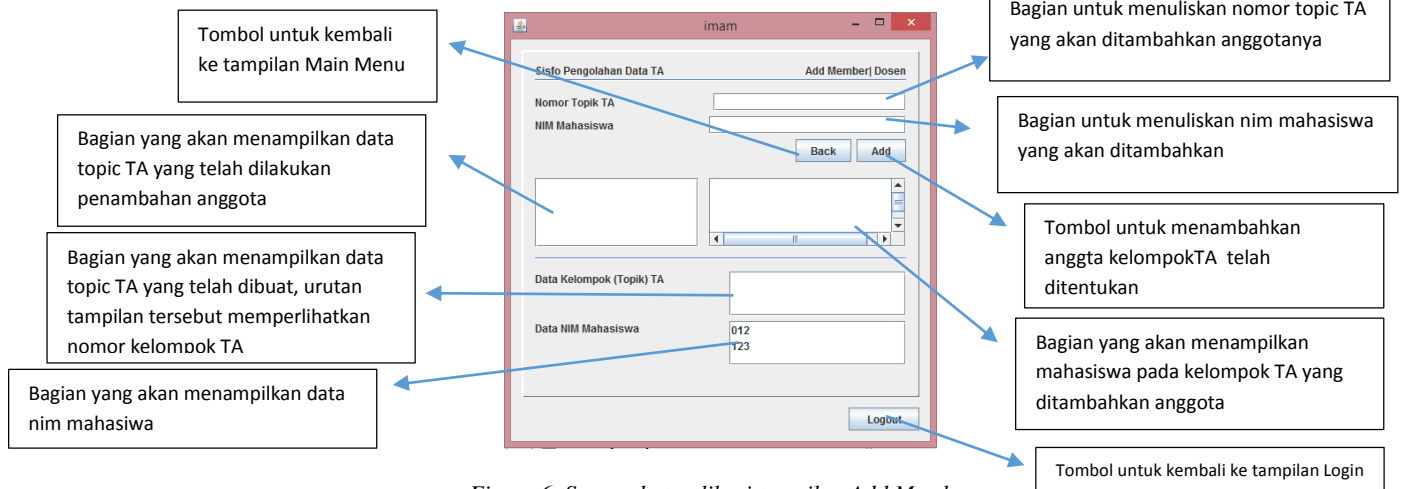 Tombol untuk kembali
ke tampilan Main Menu
Bagian yang akan menampilkan data
topic TA yang telah dilakukan
penambahan anggota
Bagian yang akan menampilkan data
topic TA yang telah dibuat, urutan
tampilan tersebut memperlihatkan
nomor kelompok TA
Bagian yang akan menampilkan data
nim mahasiwa
imam
Sisfo Pengolahan Data TA
Add Member| Dosen
Nomor Topik TA
NIM Mahasiswa
Back
Add
Data Kelompok (Topik) TA
Data NIM Mahasiswa
012
123
Logout
Bagian untuk menuliskan nomor topic TA
yang akan ditambahkan anggotanya
Bagian untuk menuliskan nim mahasiswa
yang akan ditambahkan
Tombol untuk menambahkan
anggta kelompokTA telah
ditentukan
Bagian yang akan menampilkan
mahasiswa pada kelompok TA yang
ditambahkan anggota
Tombol untuk kembali ke tampilan Login